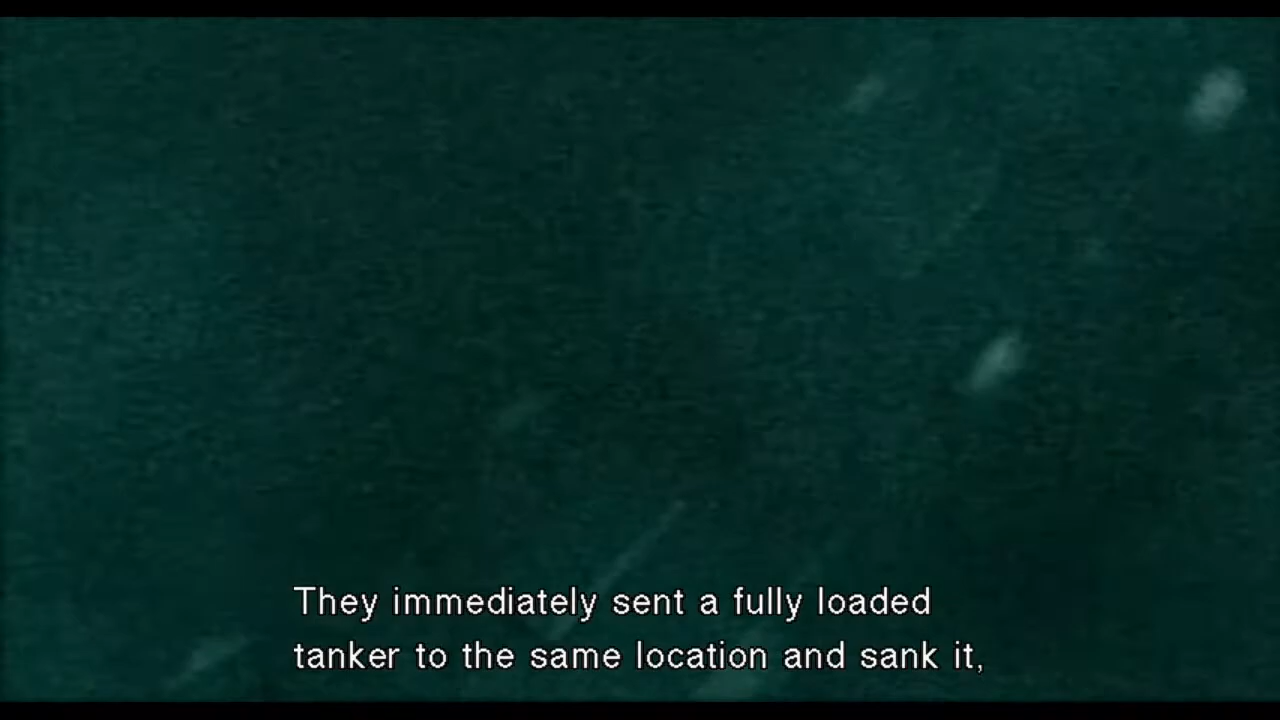 They immediately sent a fully loaded
tanker to the same location and sank it,